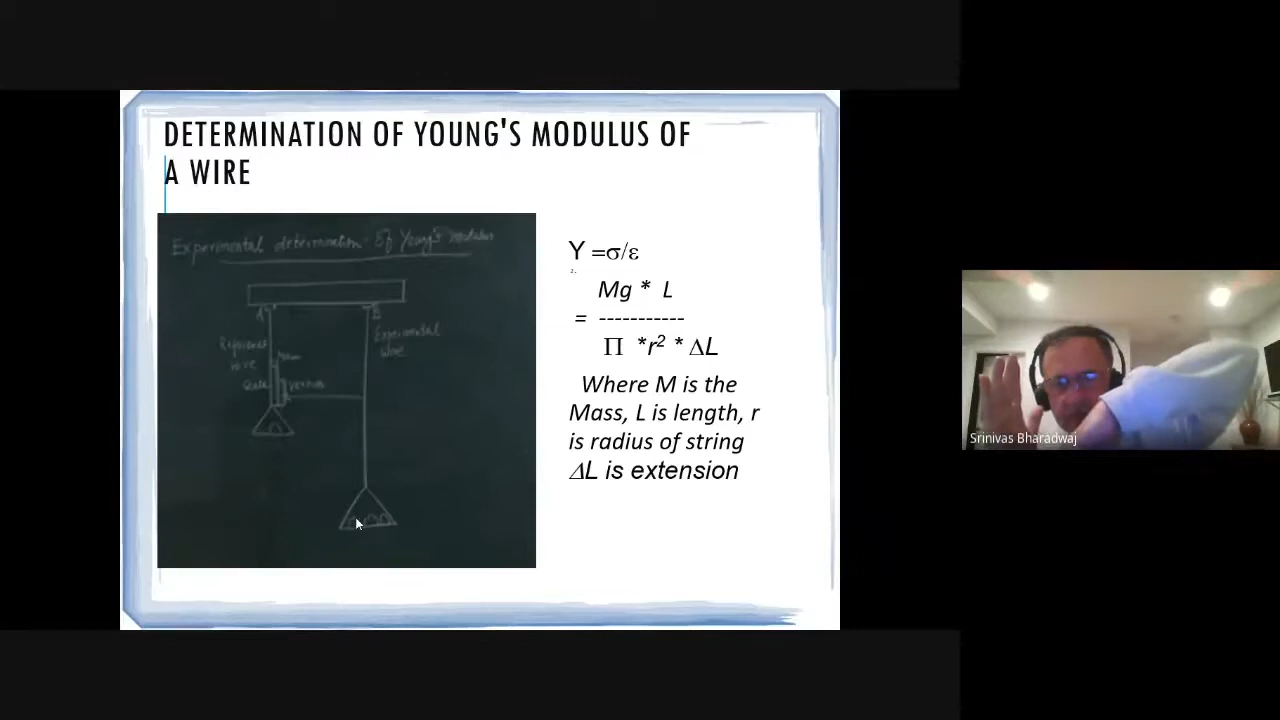 DETERMINATION OF YOUNG'S MODULUS OF
A WIRE
Experimental determination Of Young's Modulus
A
B
Experimental
wire
wire
Scale
Vernier
Y =σ/ε
Mg * L
= -----------
Π *r² * ΔL
Where M is the
Mass, L is length, r
is radius of string
ΔL is extension
Srinivas Bharadwaj